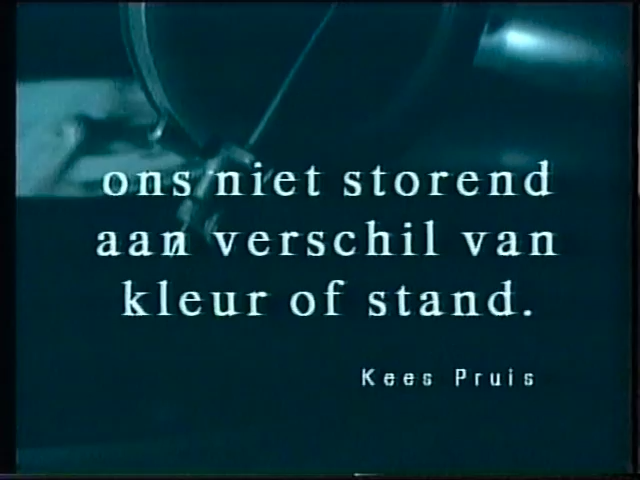 ons niet storend
aan verschil van
kleur of stand.
Kees Pruis